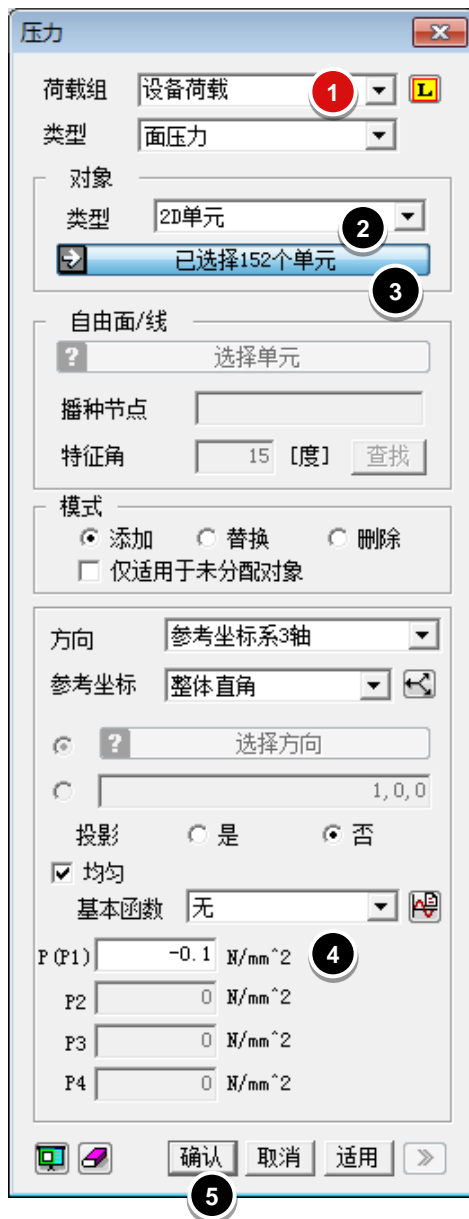 压力
荷载组 设备荷载 1 L
类型 面压力
对象
类型 2D单元 2
已选择152个单元
3
自由面/线
? 选择单元
播种节点
特征角 15 [度] 查找
模式
添加 替换 删除
仅适用于未分配对象
方向 参考坐标系3轴
参考坐标 整体直角
? 选择方向
1,0,0
投影 是 否
均匀
基本函数 无
P(P1) -0.1 N/mm^2 4
P2 0 N/mm^2
P3 0 N/mm^2
P4 0 N/mm^2
确认 取消 适用 >>
5